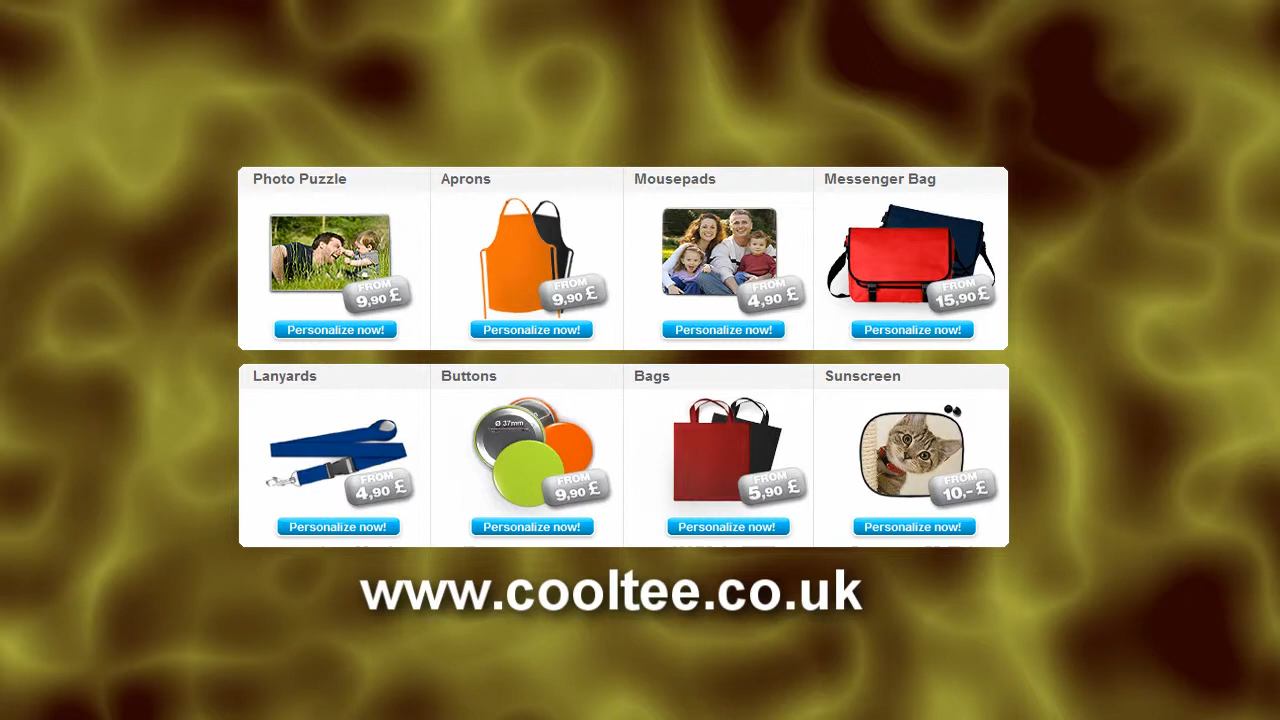 Photo Puzzle Aprons Mousepads Messenger Bag
FROM 9,90 £ FROM 9,90 £ FROM 4,90 £ FROM 15,90 £
Personalize now! Personalize now! Personalize now! Personalize now!
Lanyards Buttons Bags Sunscreen
Ø 37mm
FROM 4,90 £ FROM 9,90 £ FROM 5,90 £ FROM 10,- £
Personalize now! Personalize now! Personalize now! Personalize now!
www.cooltee.co.uk